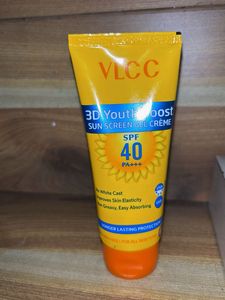 VLCC
3D Youth Boost
SUN SCREEN GEL CRÈME
SPF
40
PA+++
No White Cast
Improves Skin Elasticity
Non Greasy, Easy Absorbing
LONGER LASTING PROTECTION